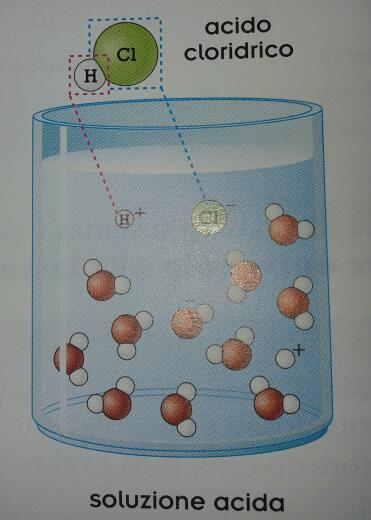 acido
cloridrico
Cl
H
H+
Cl-
-
+
soluzione acida